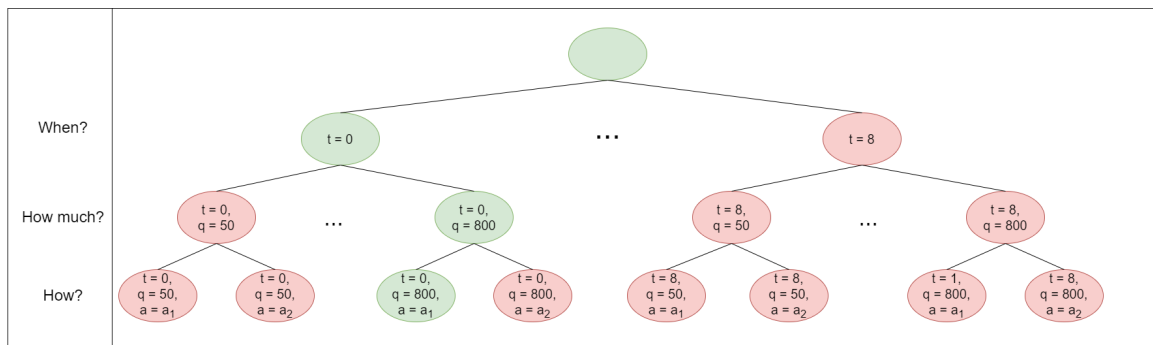 When?
t = 0
...
t = 8
How much?
t = 0,
q = 50
...
t = 0,
q = 800
t = 8,
q = 50
...
t = 8,
q = 800
How?
t = 0,
q = 50,
a = a₁
t = 0,
q = 50,
a = a₂
t = 0,
q = 800,
a = a₁
t = 0,
q = 800,
a = a₂
t = 8,
q = 50,
a = a₁
t = 8,
q = 50,
a = a₂
t = 1,
q = 800,
a = a₁
t = 8,
q = 800,
a = a₂